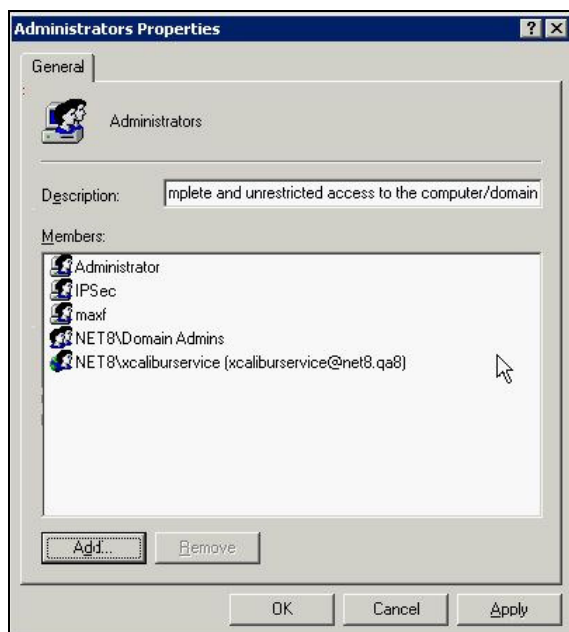 Administrators Properties
General
Administrators
Description: mplete and unrestricted access to the computer/domain
Members:
Administrator
IPSec
maxf
NET8\Domain Admins
NET8\xcaliburservice (xcaliburservice@net8.qa8)
Add... Remove
OK Cancel Apply